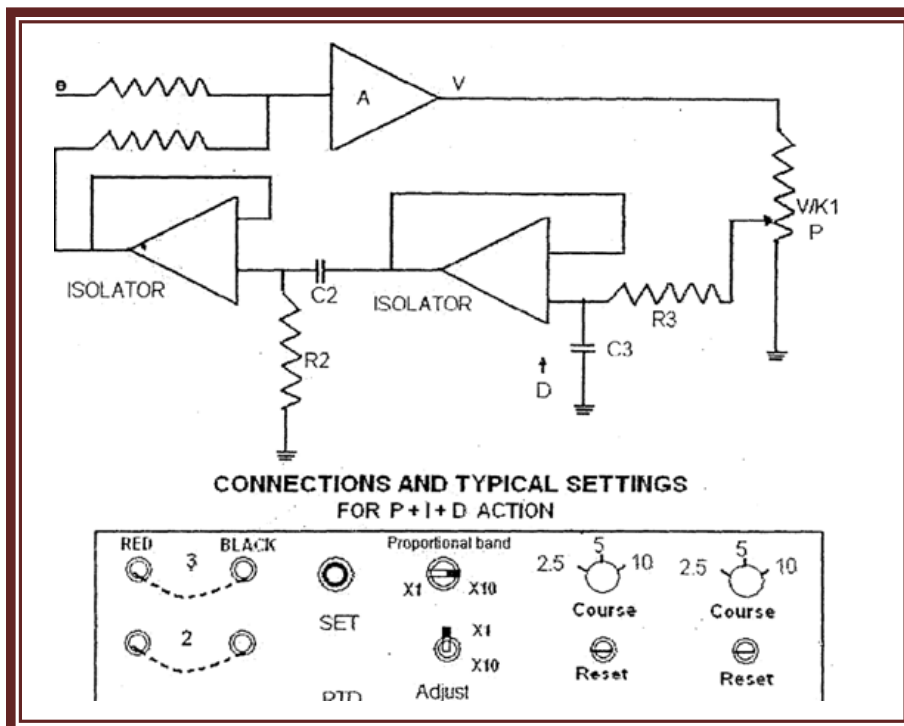 e
A
V
V/K1
P
ISOLATOR
C2
ISOLATOR
R3
R2
C3
D
CONNECTIONS AND TYPICAL SETTINGS
FOR P+I+D ACTION
RED 3 BLACK
Proportional band
X1 X10
2.5 5 10
2.5 5 10
SET
Course
Course
2
X1
X10
Reset
Reset
RTD
Adjust